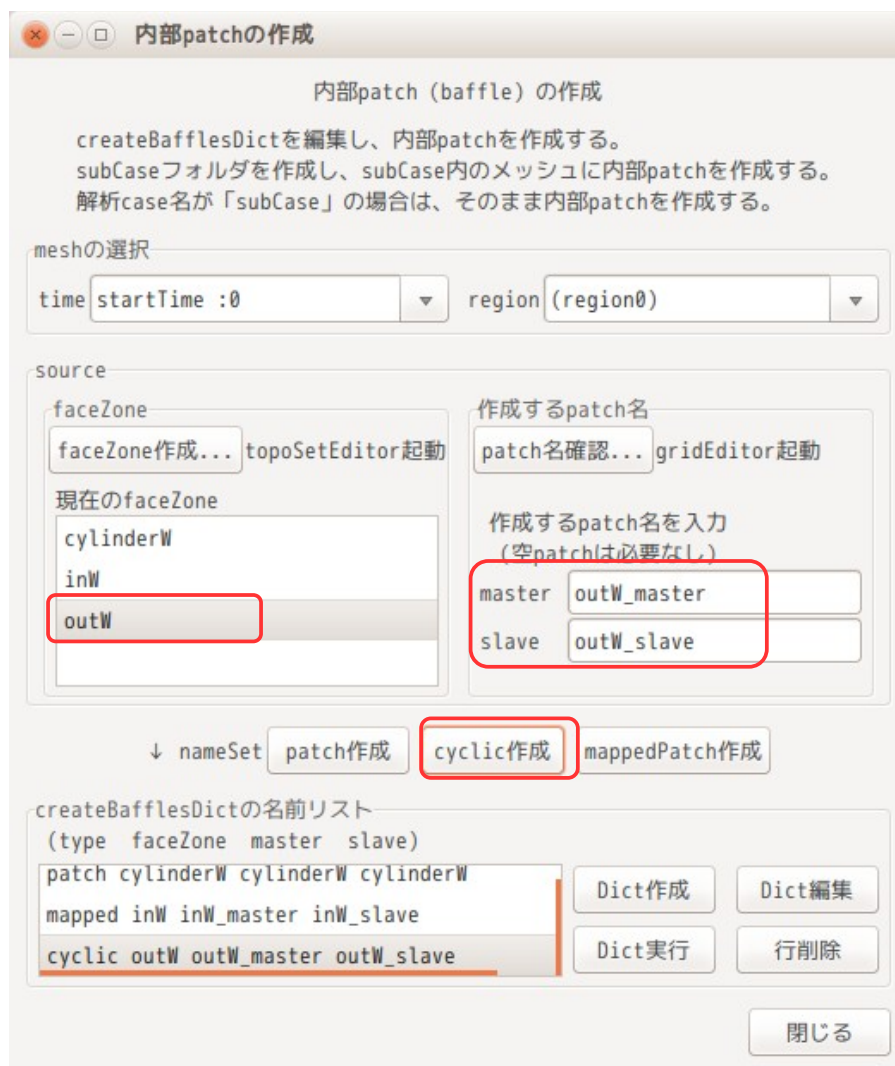 内部patchの作成
内部patch (baffle) の作成
createBafflesDictを編集し、内部patchを作成する。
subCaseフォルダを作成し、subCase内のメッシュに内部patchを作成する。
解析case名が「subCase」の場合は、そのまま内部patchを作成する。
meshの選択
time startTime :0 region (region0)
source
faceZone
faceZone作成... topoSetEditor起動
現在のfaceZone
cylinderW
inW
outW
作成するpatch名
patch名確認... gridEditor起動
作成するpatch名を入力
(空patchは必要なし)
master outW_master
slave outW_slave
↓ nameSet patch作成 cyclic作成 mappedPatch作成
createBafflesDictの名前リスト
(type faceZone master slave)
patch cylinderW cylinderW cylinderW
mapped inW inW_master inW_slave
cyclic outW outW_master outW_slave
Dict作成 Dict編集
Dict実行 行削除
閉じる